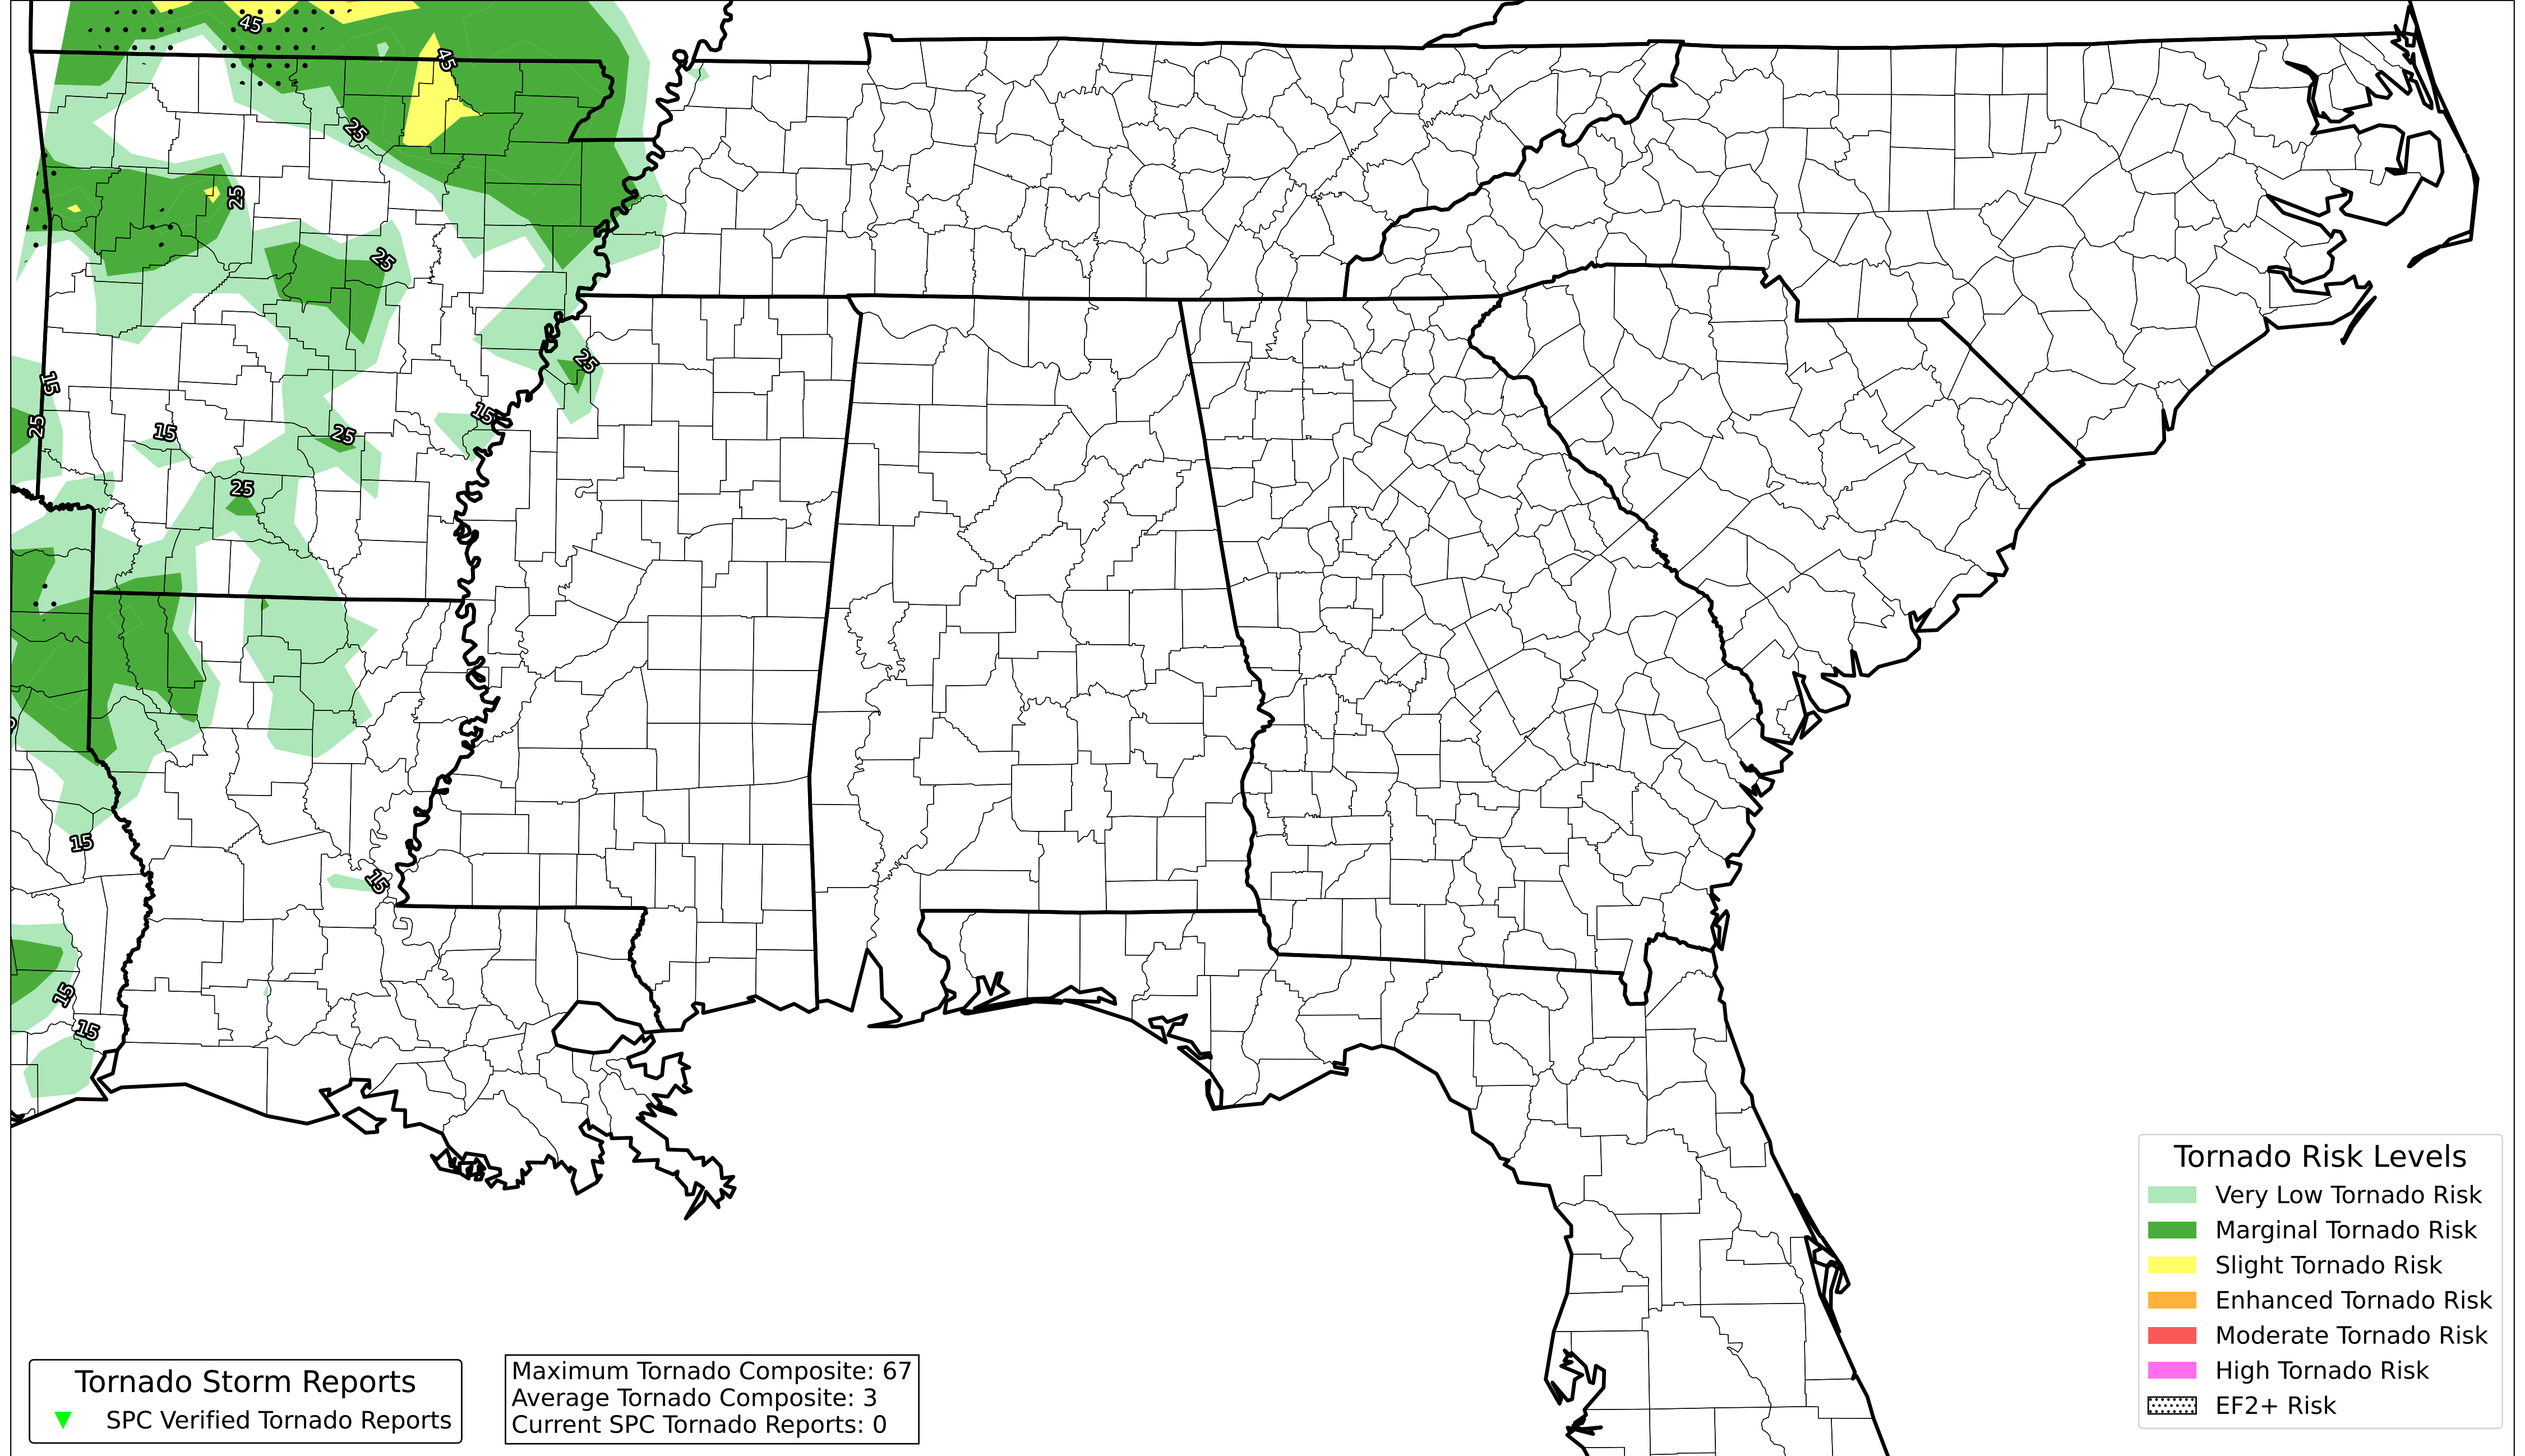 45
45
25
25
25
25
15
25
15
25
15
25
15
15
15
15
Tornado Storm Reports
SPC Verified Tornado Reports
Maximum Tornado Composite: 67
Average Tornado Composite: 3
Current SPC Tornado Reports: 0
Tornado Risk Levels
Very Low Tornado Risk
Marginal Tornado Risk
Slight Tornado Risk
Enhanced Tornado Risk
Moderate Tornado Risk
High Tornado Risk
EF2+ Risk